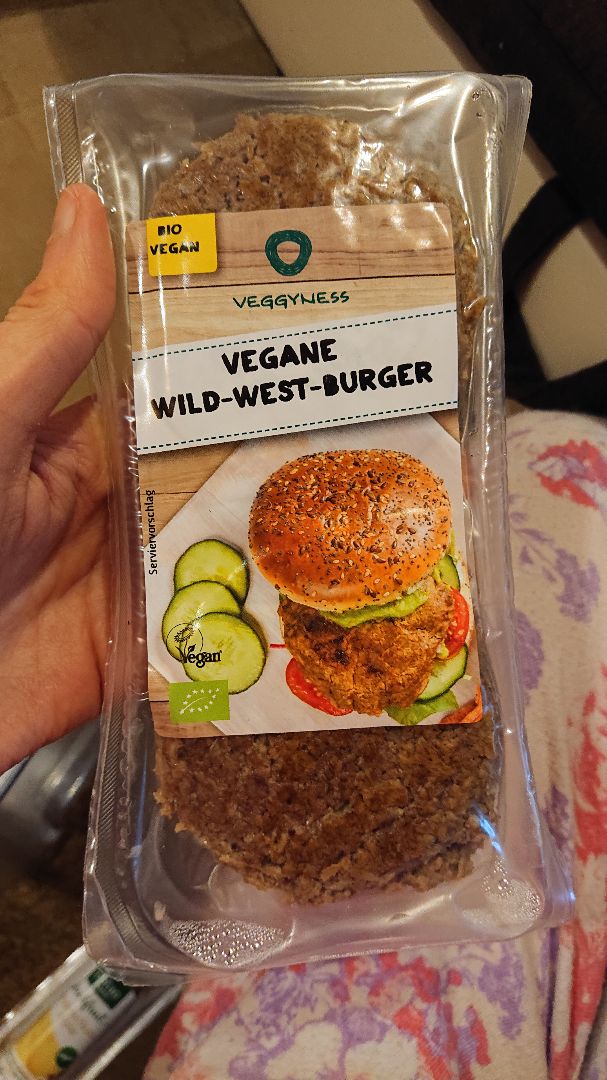 BIO
VEGAN
VEGGYNESS
VEGANE
WILD-WEST-BURGER
Serviervorschlag
Vegan